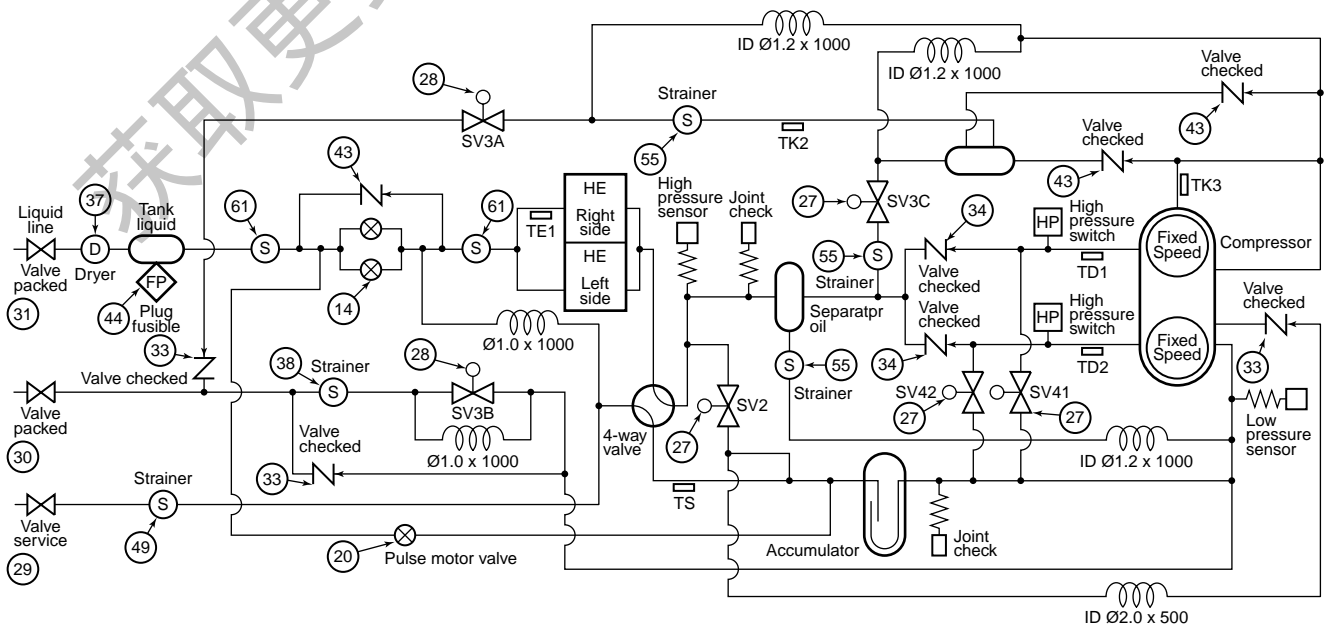 获取更
ID Ø1.2 x 1000
ID Ø1.2 x 1000
Valve
checked
43
28
SV3A
Strainer
S
55
TK2
Valve
checked
43
TK3
43
37
Liquid
line
D
Dryer
Valve
packed
31
Tank
liquid
FP
44
Plug
fusible
61
S
14
61
S
TE1
HE
Right
side
HE
Left
side
High
pressure
sensor
Joint
check
27
SV3C
55
S
Strainer
34
Valve
checked
HP
High
pressure
switch
TD1
Fixed
Speed
Compressor
Separatpr
oil
Valve
checked
34
HP
High
pressure
switch
TD2
Fixed
Speed
Valve
checked
33
33
Valve checked
Ø1.0 x 1000
38
Strainer
S
28
SV3B
Ø1.0 x 1000
S
55
Strainer
4-way
valve
SV2
27
SV42
27
SV41
27
Low
pressure
sensor
Valve
packed
30
Valve
checked
33
ID Ø1.2 x 1000
Valve
service
29
Strainer
S
49
TS
20
Pulse motor valve
Accumulator
Joint
check
ID Ø2.0 x 500